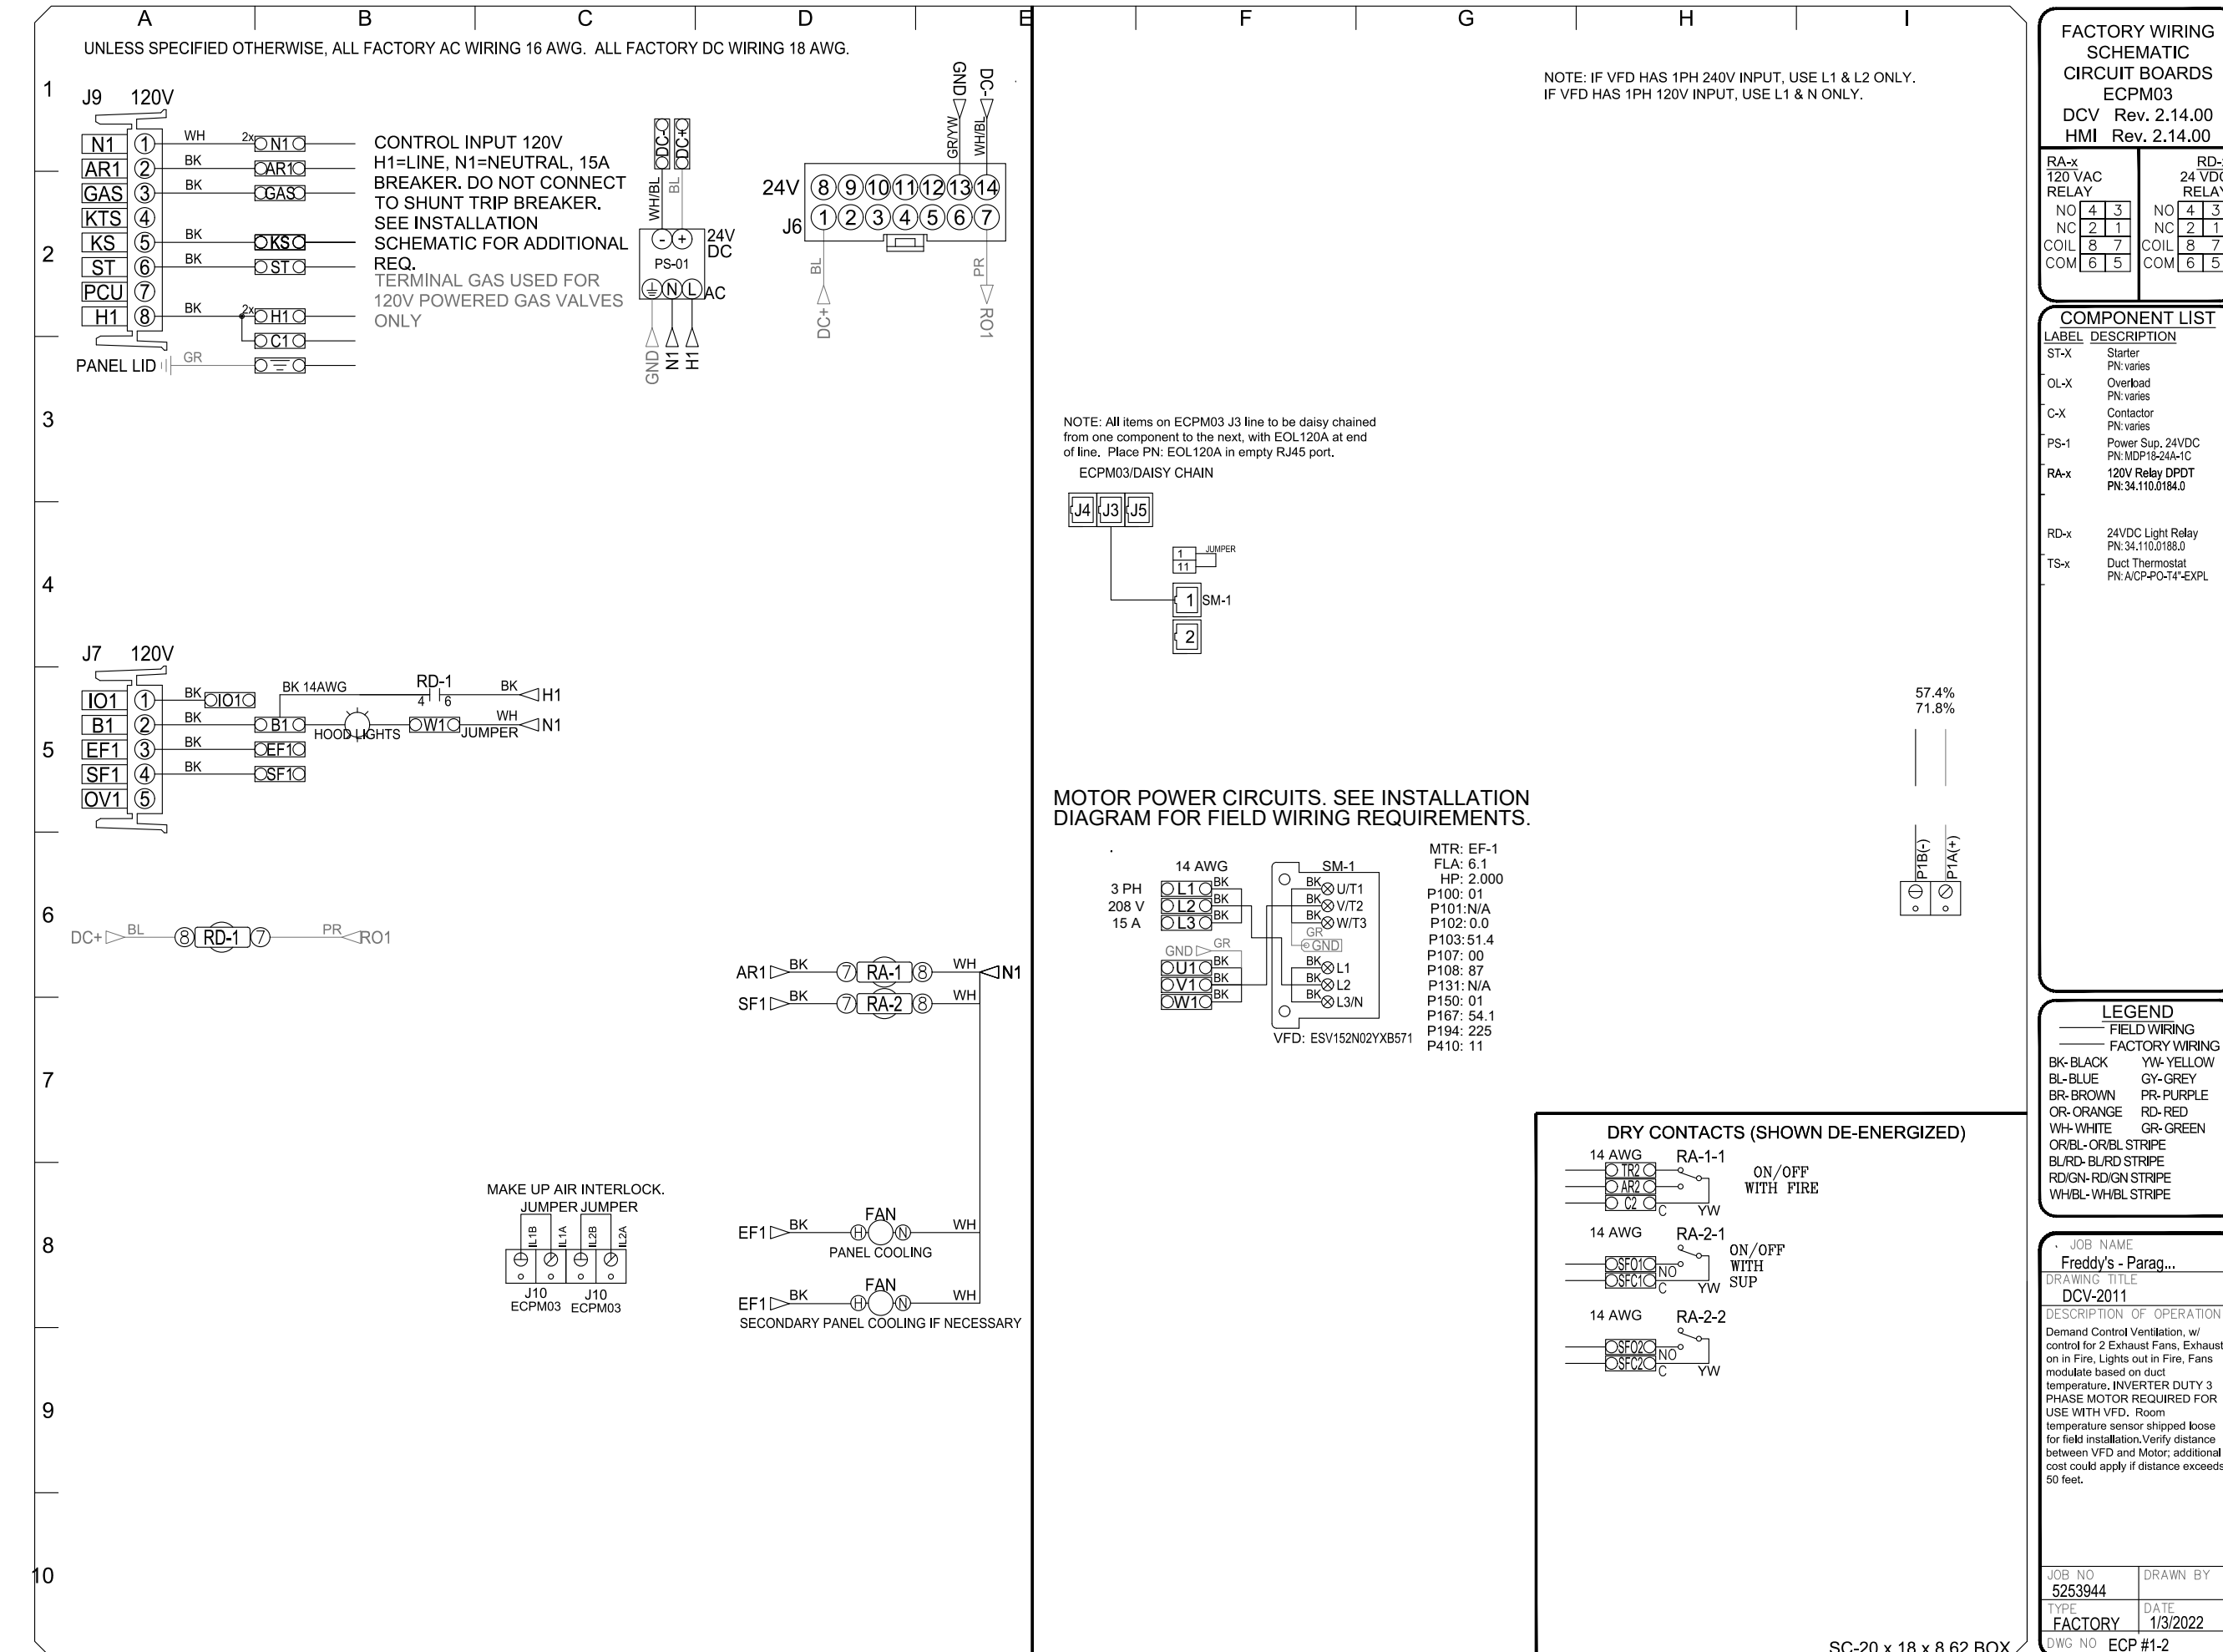 A B C D E F G H I
UNLESS SPECIFIED OTHERWISE, ALL FACTORY AC WIRING 16 AWG. ALL FACTORY DC WIRING 18 AWG.
1
2
3
4
5
6
7
8
9
10
J9 120V
N1 1 WH 2x N1
AR1 2 BK AR1
GAS 3 BK GAS
KTS 4
KS 5 BK KS
ST 6 BK ST
PCU 7
H1 8 BK 2x H1
C1
PANEL LID GR
CONTROL INPUT 120V
H1=LINE, N1=NEUTRAL, 15A
BREAKER. DO NOT CONNECT
TO SHUNT TRIP BREAKER.
SEE INSTALLATION
SCHEMATIC FOR ADDITIONAL
REQ.
TERMINAL GAS USED FOR
120V POWERED GAS VALVES
ONLY
DC- DC+
WH/BL BL
- + 24V
DC
PS-01
N L AC
GND N1 H1
GND DC-
GR/YW WH/BL
24V 8 9 10 11 12 13 14
J6 1 2 3 4 5 6 7
BL PR
DC+ RO1
NOTE: IF VFD HAS 1PH 240V INPUT, USE L1 & L2 ONLY.
IF VFD HAS 1PH 120V INPUT, USE L1 & N ONLY.
NOTE: All items on ECPM03 J3 line to be daisy chained
from one component to the next, with EOL120A at end
of line. Place PN: EOL120A in empty RJ45 port.
ECPM03/DAISY CHAIN
J4 J3 J5
1 JUMPER
11
1 SM-1
2
J7 120V
IO1 1 BK IO1
B1 2 BK B1
EF1 3 BK EF1
SF1 4 BK SF1
OV1 5
BK 14AWG RD-1 BK H1
4 6
HOOD LIGHTS W1 WH N1
JUMPER
DC+ BL 8 RD-1 7 PR RO1
AR1 BK 7 RA-1 8 WH N1
SF1 BK 7 RA-2 8 WH
EF1 BK H FAN N WH
PANEL COOLING
EF1 BK H FAN N WH
SECONDARY PANEL COOLING IF NECESSARY
MAKE UP AIR INTERLOCK.
JUMPER JUMPER
IL1B IL1A IL2B IL2A
J10 J10
ECPM03 ECPM03
57.4%
71.8%
P1B(-) P1A(+)
MOTOR POWER CIRCUITS. SEE INSTALLATION
DIAGRAM FOR FIELD WIRING REQUIREMENTS.
14 AWG SM-1
3 PH L1 BK BK U/T1
208 V L2 BK BK V/T2
15 A L3 BK BK W/T3
GND GR GR GND
U1 BK BK L1
V1 BK BK L2
W1 BK BK L3/N
VFD: ESV152N02YXB571
MTR: EF-1
FLA: 6.1
HP: 2.000
P100: 01
P101:N/A
P102: 0.0
P103:51.4
P107: 00
P108: 87
P131: N/A
P150: 01
P167: 54.1
P194: 225
P410: 11
DRY CONTACTS (SHOWN DE-ENERGIZED)
14 AWG RA-1-1
TR2
AR2
C2 C YW
ON/OFF
WITH FIRE
14 AWG RA-2-1
SFO1 NO
SFC1 C YW
ON/OFF
WITH
SUP
14 AWG RA-2-2
SFO2 NO
SFC2 C YW
SC-20 x 18 x 8.62 BOX
FACTORY WIRING
SCHEMATIC
CIRCUIT BOARDS
ECPM03
DCV Rev. 2.14.00
HMI Rev. 2.14.00
RA-x
120 VAC
RELAY
NO 4 3
NC 2 1
COIL 8 7
COM 6 5
RD-
24 VDC
RELAY
NO 4 3
NC 2 1
COIL 8 7
COM 6 5
COMPONENT LIST
LABEL DESCRIPTION
ST-X Starter
PN: varies
OL-X Overload
PN: varies
C-X Contactor
PN: varies
PS-1 Power Sup. 24VDC
PN: MDP18-24A-1C
RA-x 120V Relay DPDT
PN: 34.110.0184.0
RD-x 24VDC Light Relay
PN: 34.110.0188.0
TS-x Duct Thermostat
PN: A/CP-PO-T4"-EXPL
LEGEND
FIELD WIRING
FACTORY WIRING
BK- BLACK YW- YELLOW
BL- BLUE GY- GREY
BR- BROWN PR- PURPLE
OR- ORANGE RD- RED
WH- WHITE GR- GREEN
OR/BL- OR/BL STRIPE
BL/RD- BL/RD STRIPE
RD/GN- RD/GN STRIPE
WH/BL- WH/BL STRIPE
JOB NAME
Freddy's - Parag...
DRAWING TITLE
DCV-2011
DESCRIPTION OF OPERATION
Demand Control Ventilation, w/
control for 2 Exhaust Fans, Exhaust
on in Fire, Lights out in Fire, Fans
modulate based on duct
temperature. INVERTER DUTY 3
PHASE MOTOR REQUIRED FOR
USE WITH VFD. Room
temperature sensor shipped loose
for field installation.Verify distance
between VFD and Motor; additional
cost could apply if distance exceeds
50 feet.
JOB NO DRAWN BY
5253944
TYPE DATE
FACTORY 1/3/2022
DWG NO ECP #1-2